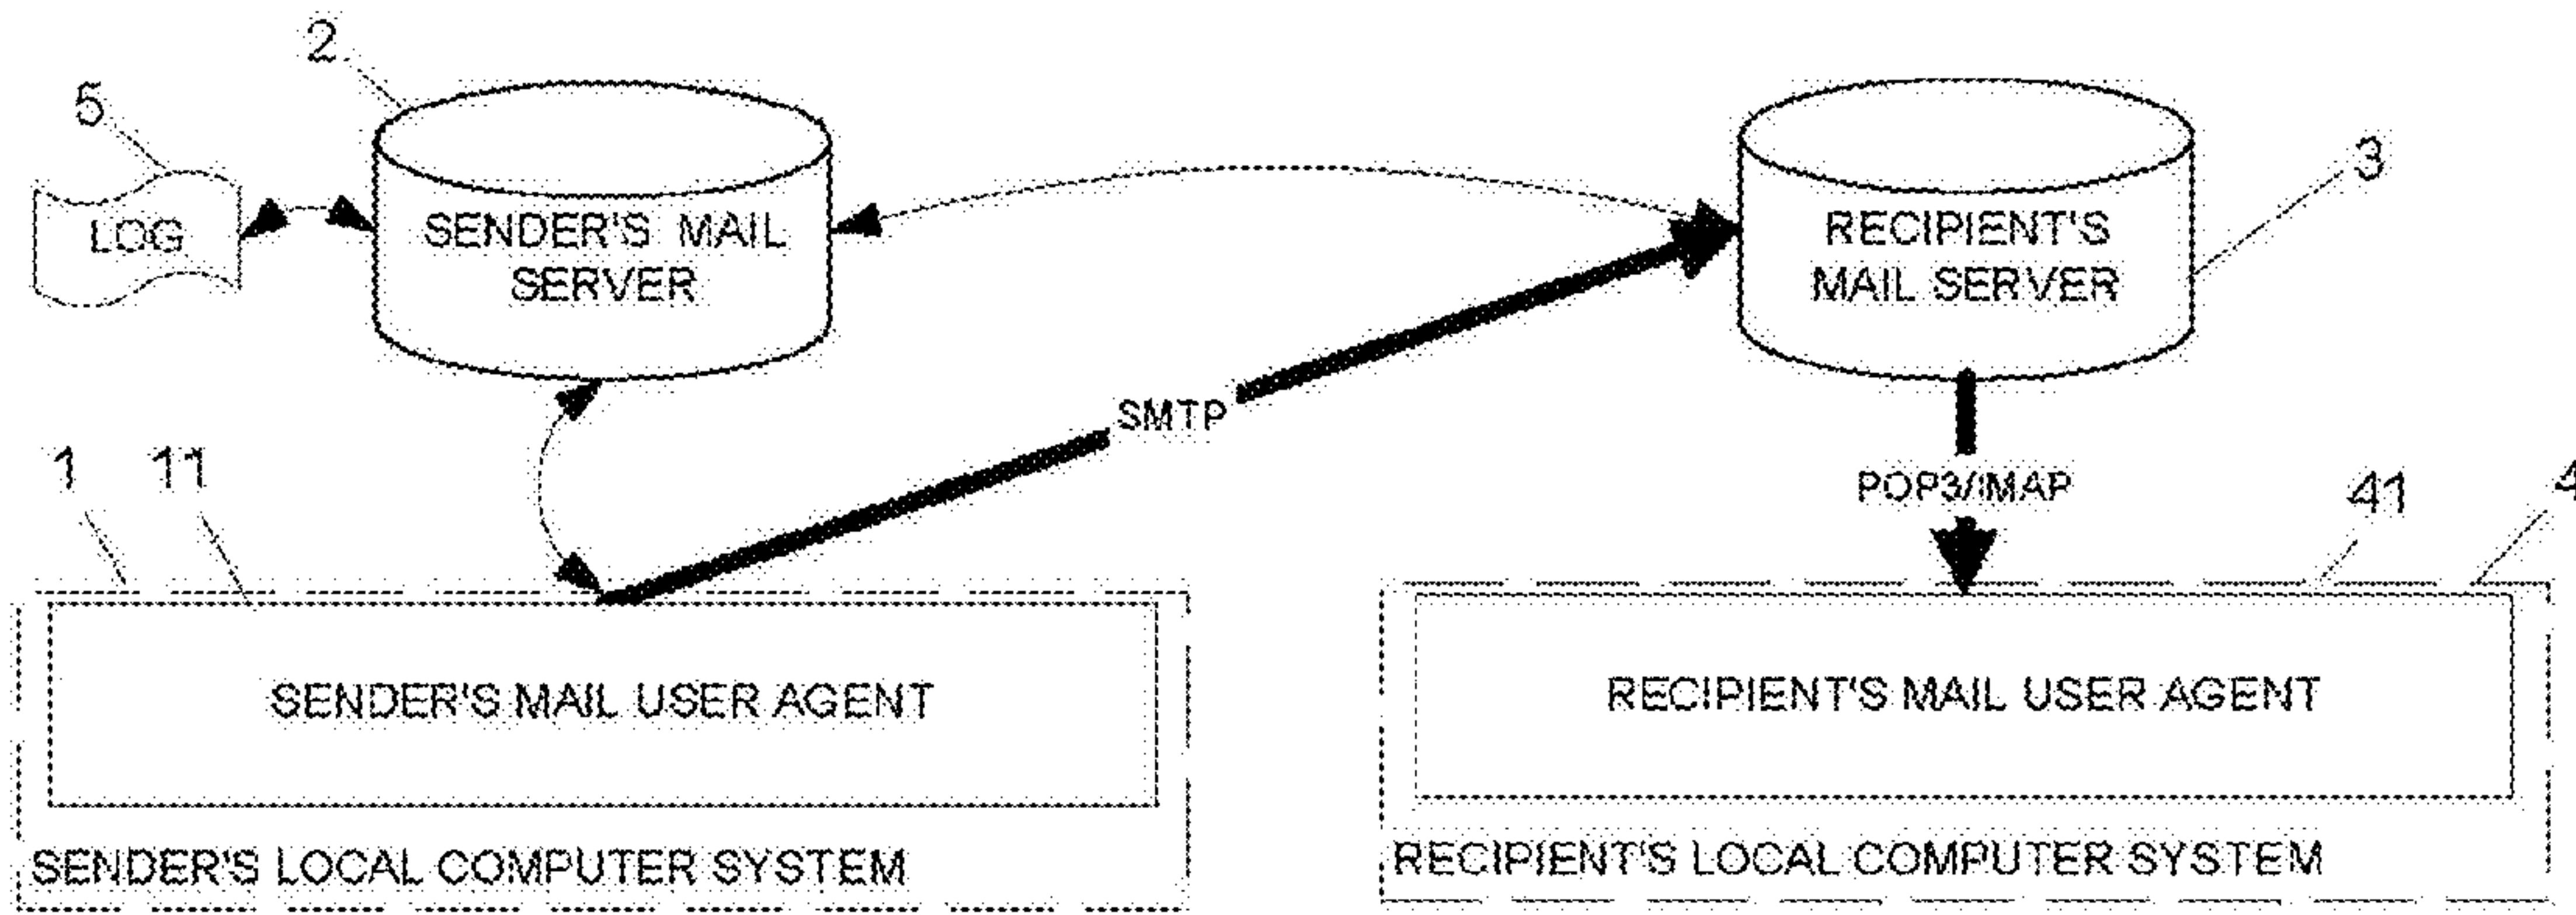 2
5
3
LOG
SENDER'S MAIL
SERVER
RECIPIENT'S
MAIL SERVER
SMTP
1
11
POP3/IMAP
41
4
SENDER'S MAIL USER AGENT
RECIPIENT'S MAIL USER AGENT
SENDER'S LOCAL COMPUTER SYSTEM
RECIPIENT'S LOCAL COMPUTER SYSTEM